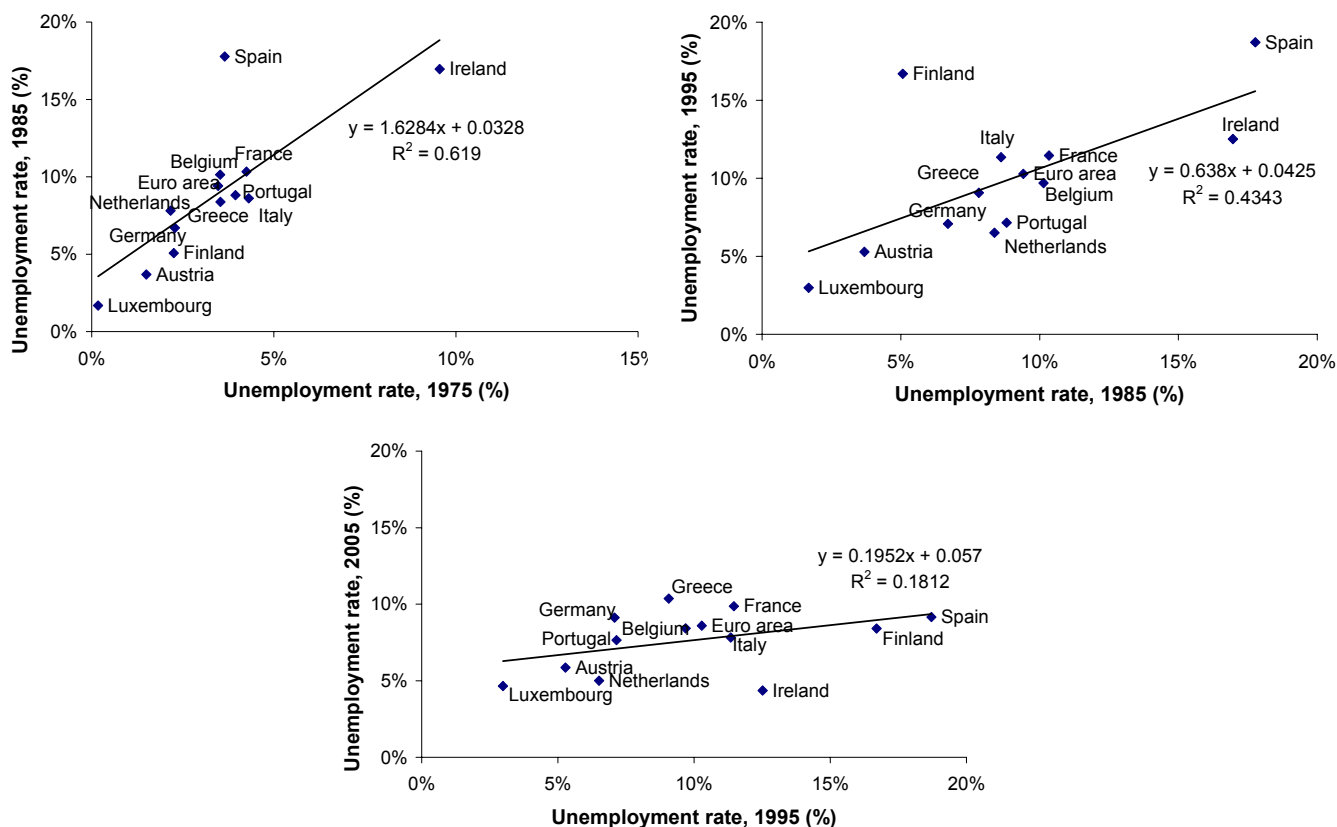 20%
15%
10%
5%
0%
Unemployment rate, 1985 (%)
Spain
Ireland
y = 1.6284x + 0.0328
R² = 0.619
Belgium
France
Euro area
Netherlands
Portugal
Greece
Italy
Germany
Finland
Austria
Luxembourg
0%
5%
10%
15%
Unemployment rate, 1975 (%)
20%
15%
10%
5%
0%
Unemployment rate, 1995 (%)
Spain
Finland
Ireland
Italy
France
y = 0.638x + 0.0425
R² = 0.4343
Greece
Euro area
Belgium
Germany
Portugal
Netherlands
Austria
Luxembourg
0%
5%
10%
15%
20%
Unemployment rate, 1985 (%)
20%
15%
10%
5%
0%
Unemployment rate, 2005 (%)
y = 0.1952x + 0.057
R² = 0.1812
Greece
Germany
France
Belgium
Euro area
Spain
Portugal
Italy
Finland
Austria
Netherlands
Luxembourg
Ireland
0%
5%
10%
15%
20%
Unemployment rate, 1995 (%)